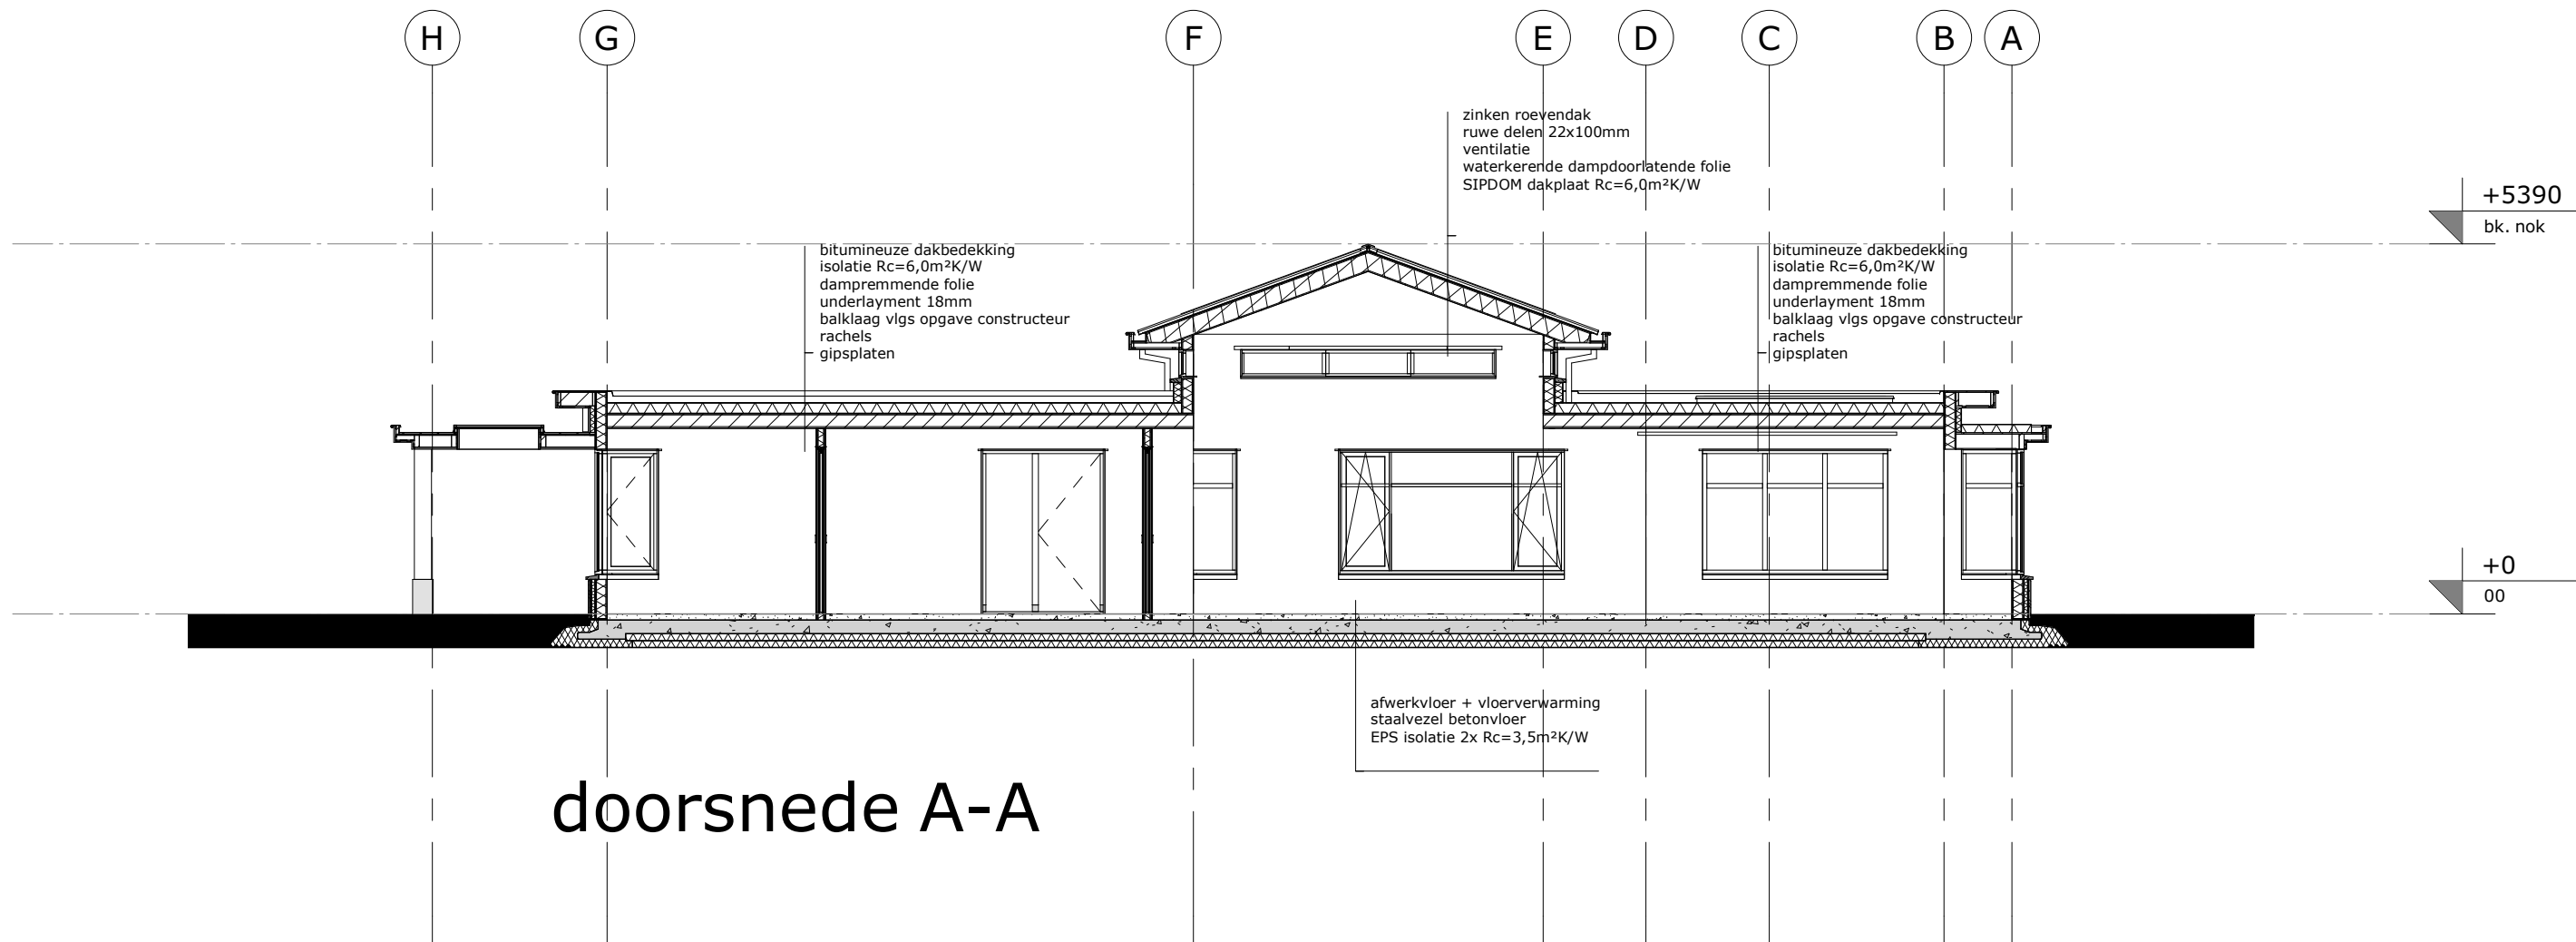 H G F E D C B A
zinken roevendak
ruwe delen 22x100mm
ventilatie
waterkerende dampdoorlatende folie
SIPDOM dakplaat Rc=6,0m²K/W
+5390
bk. nok
bitumineuze dakbedekking
isolatie Rc=6,0m²K/W
dampremmende folie
underlayment 18mm
balklaag vlgs opgave constructeur
rachels
gipsplaten
bitumineuze dakbedekking
isolatie Rc=6,0m²K/W
dampremmende folie
underlayment 18mm
balklaag vlgs opgave constructeur
rachels
gipsplaten
+0
00
afwerkvloer + vloerverwarming
staalvezel betonvloer
EPS isolatie 2x Rc=3,5m²K/W
doorsnede A-A